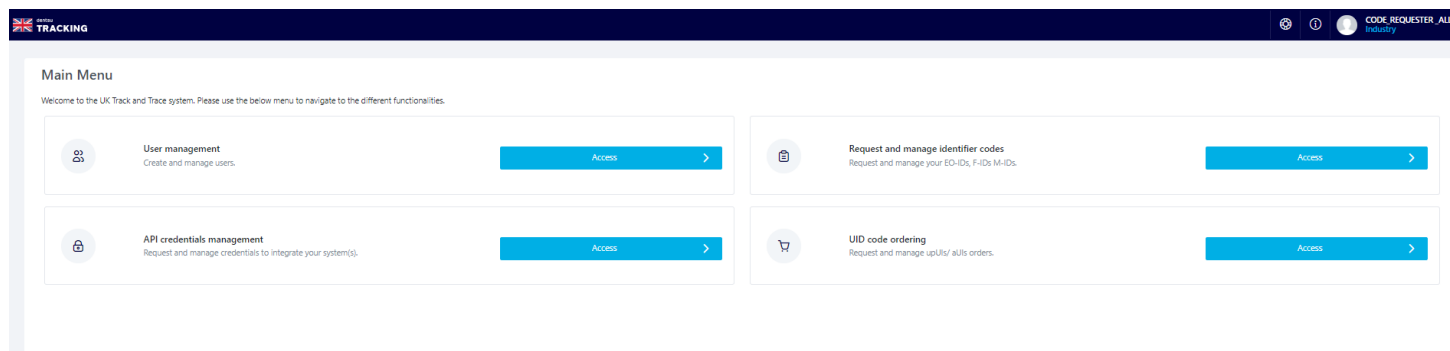 dentsu
TRACKING
CODE_REQUESTER_ALL
Industry
Main Menu
Welcome to the UK Track and Trace system. Please use the below menu to navigate to the different functionalities.
User management
Create and manage users.
Access
Request and manage identifier codes
Request and manage your EO-IDs, F-IDs M-IDs.
Access
API credentials management
Request and manage credentials to integrate your system(s).
Access
UID code ordering
Request and manage upUIs/ aUIs orders.
Access